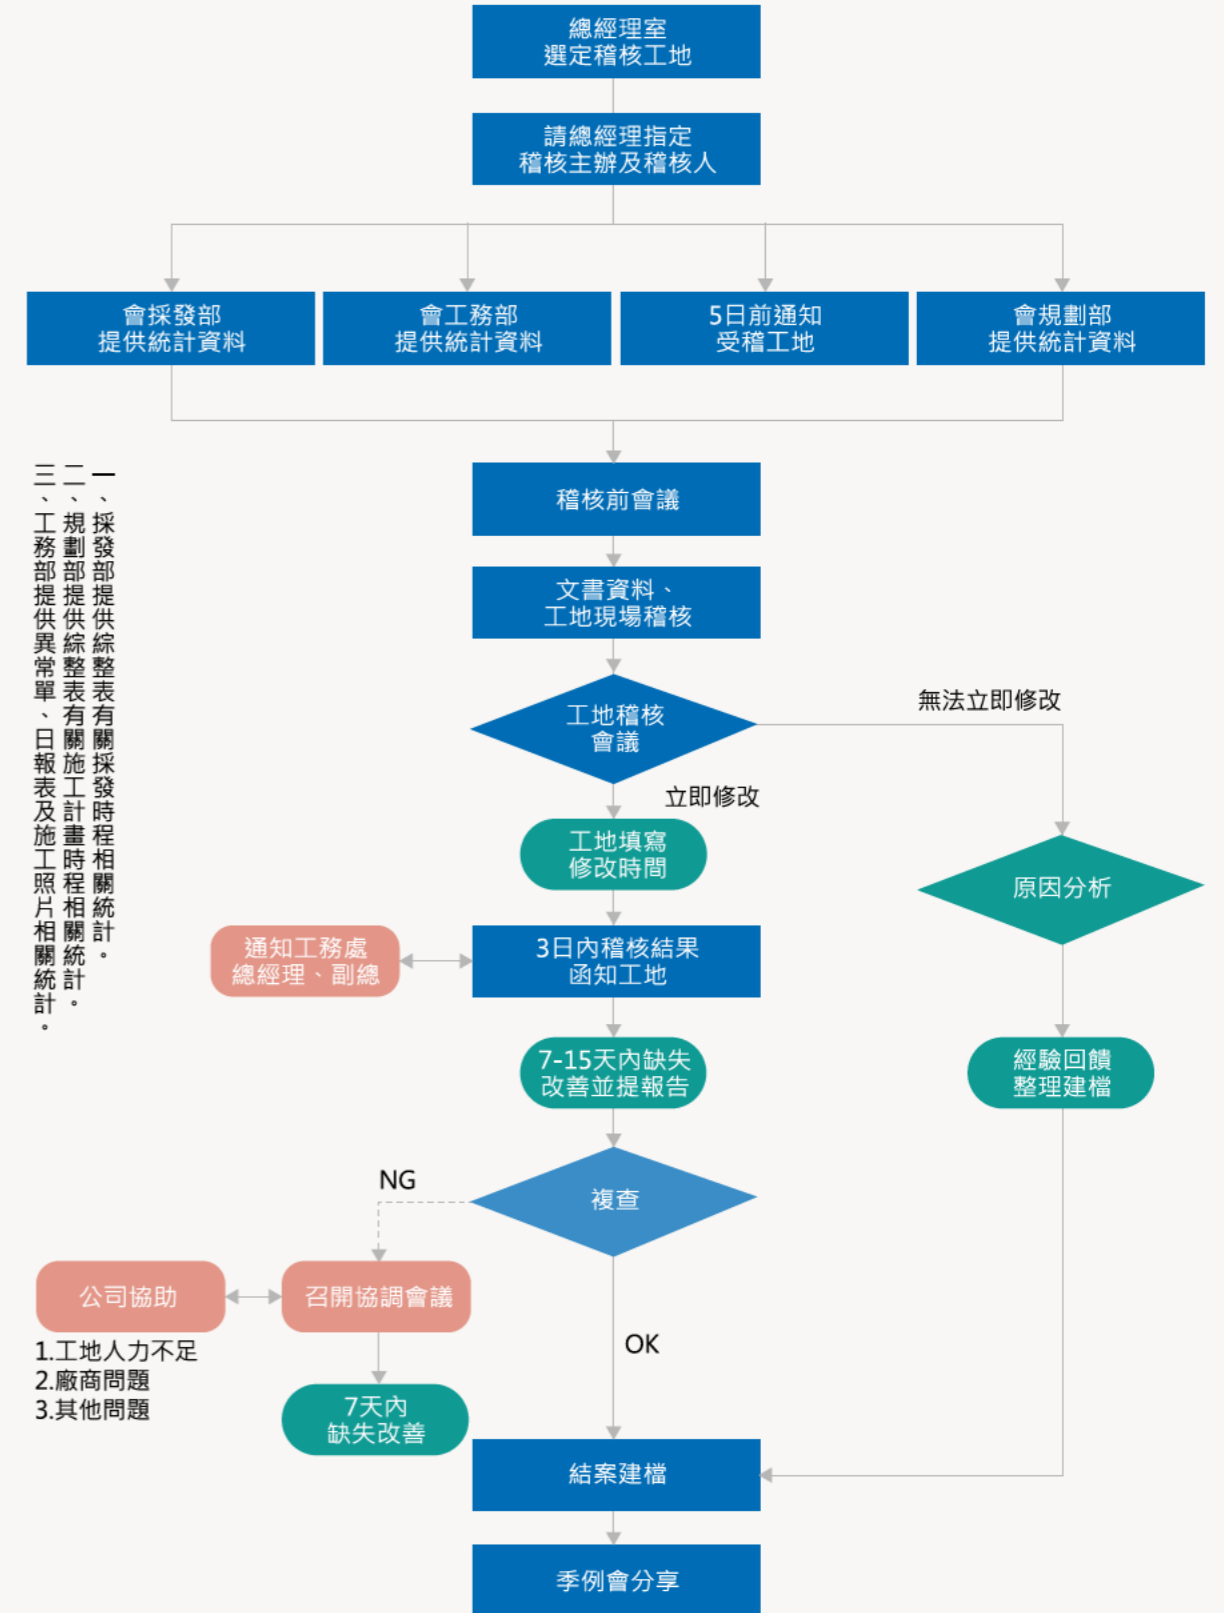 總經理室
選定稽核工地
請總經理指定
稽核主辦及稽核人
會採發部
提供統計資料
會工務部
提供統計資料
5日前通知
受稽工地
會規劃部
提供統計資料
一、採發部提供綜整表有關採發時程相關統計。
二、規劃部提供綜整表有關施工計畫時程相關統計。
三、工務部提供異常單、日報表及施工照片相關統計。
稽核前會議
文書資料、
工地現場稽核
工地稽核
會議
無法立即修改
立即修改
工地填寫
修改時間
原因分析
通知工務處
總經理、副總
3日內稽核結果
函知工地
7-15天內缺失
改善並提報告
經驗回饋
整理建檔
複查
NG
公司協助
召開協調會議
1.工地人力不足
2.廠商問題
3.其他問題
OK
7天內
缺失改善
結案建檔
季例會分享